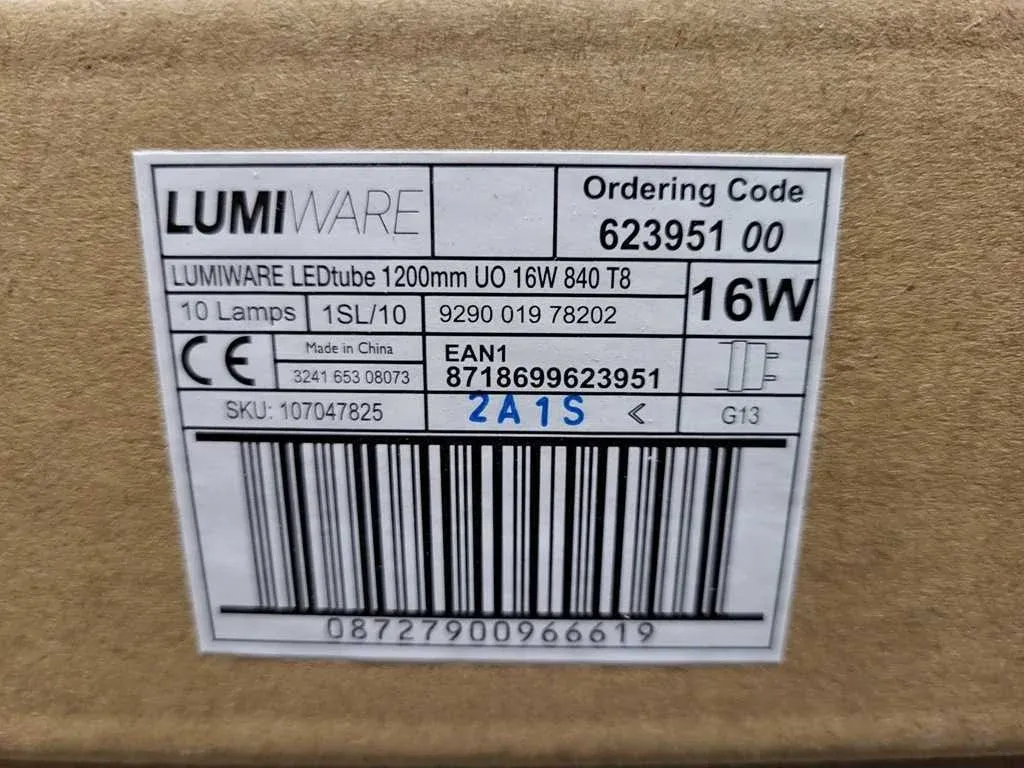 LUMIWARE
Ordering Code
623951 00
LUMIWARE LEDtube 1200mm UO 16W 840 T8
16W
10 Lamps 1SL/10 9290 019 78202
CE
Made in China
3241 653 08073
EAN1
8718699623951
SKU: 107047825
2A1S <
G13
08727900966619